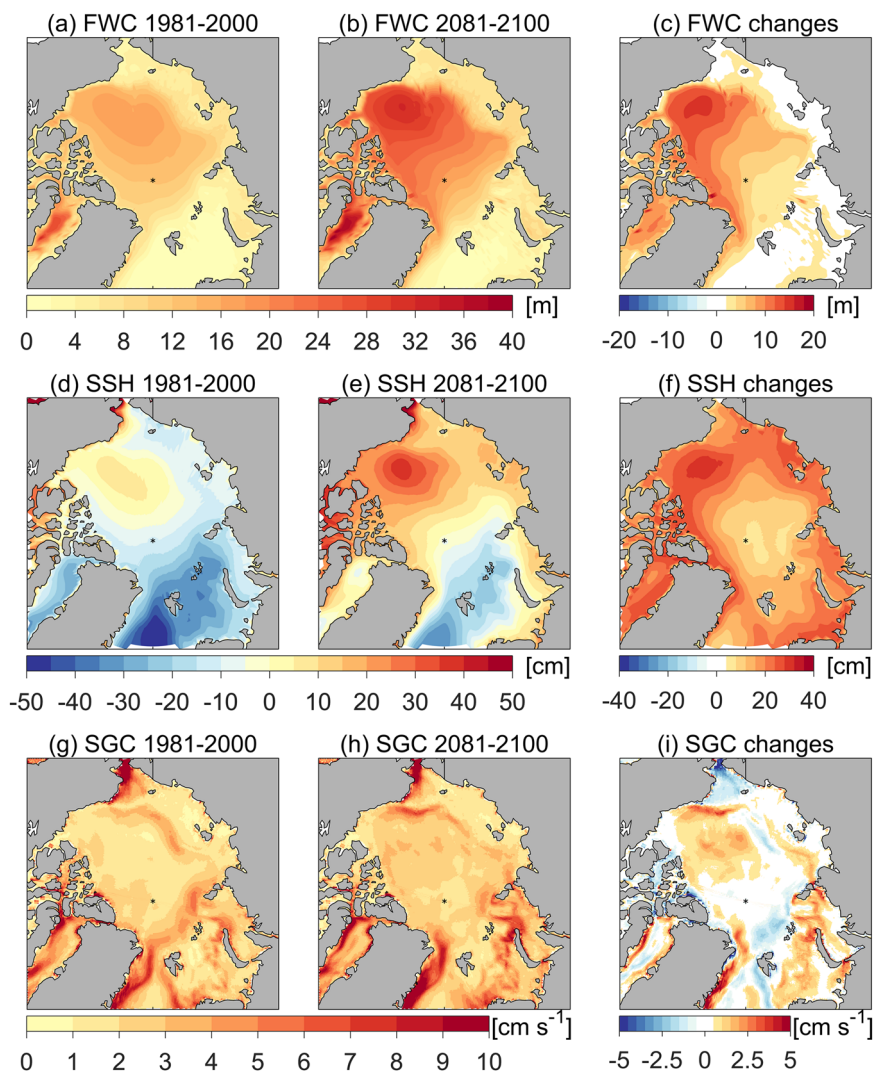 (a) FWC 1981-2000 (b) FWC 2081-2100 (c) FWC changes
* * *
[m] [m]
0 4 8 12 16 20 24 28 32 36 40 -20 -10 0 10 20
(d) SSH 1981-2000 (e) SSH 2081-2100 (f) SSH changes
* * *
[cm] [cm]
-50 -40 -30 -20 -10 0 10 20 30 40 50 -40 -20 0 20 40
(g) SGC 1981-2000 (h) SGC 2081-2100 (i) SGC changes
* * *
[cm s⁻¹] [cm s⁻¹]
0 1 2 3 4 5 6 7 8 9 10 -5 -2.5 0 2.5 5